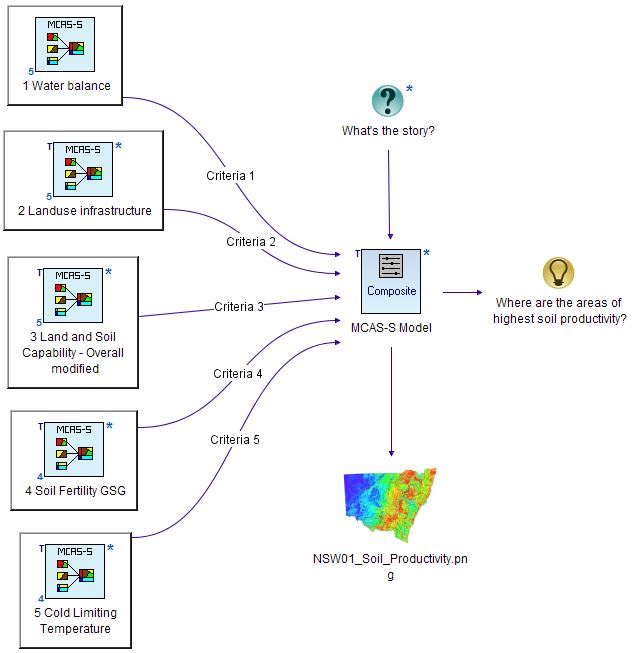 MCAS-S
5
1 Water balance
T
MCAS-S
*
5
2 Landuse infrastructure
T
MCAS-S
*
5
3 Land and Soil
Capability - Overall
modified
T
MCAS-S
*
4
4 Soil Fertility GSG
T
MCAS-S
*
4
5 Cold Limiting
Temperature
Criteria 1
Criteria 2
Criteria 3
Criteria 4
Criteria 5
?
*
What's the story?
T
*
Composite
MCAS-S Model
Where are the areas of
highest soil productivity?
NSW01_Soil_Productivity.pn
g